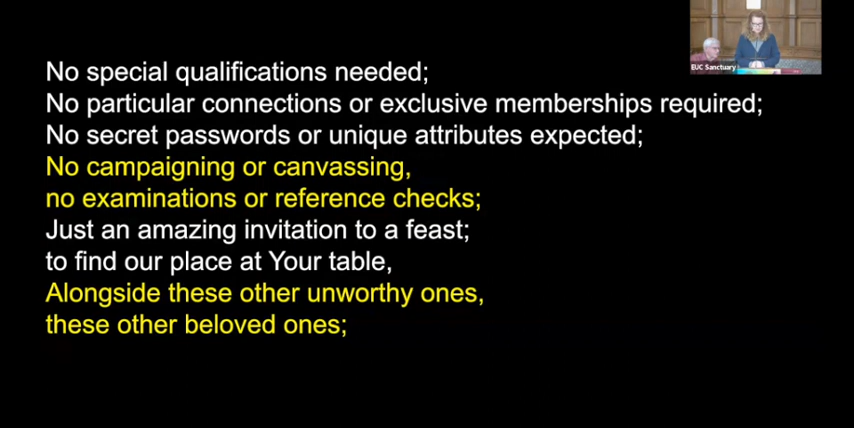 No special qualifications needed;
No particular connections or exclusive memberships required;
No secret passwords or unique attributes expected;
No campaigning or canvassing,
no examinations or reference checks;
Just an amazing invitation to a feast;
to find our place at Your table,
Alongside these other unworthy ones,
these other beloved ones;
EUC Sanctuary